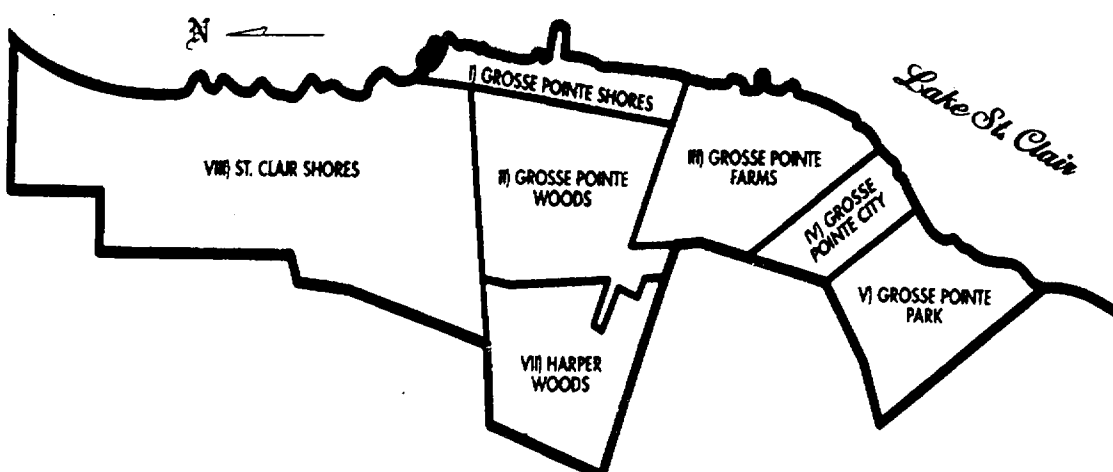 N
Lake St. Clair
I) GROSSE POINTE SHORES
VIII) ST. CLAIR SHORES
II) GROSSE POINTE
WOODS
III) GROSSE POINTE
FARMS
IV) GROSSE
POINTE CITY
V) GROSSE POINTE
PARK
VII) HARPER
WOODS